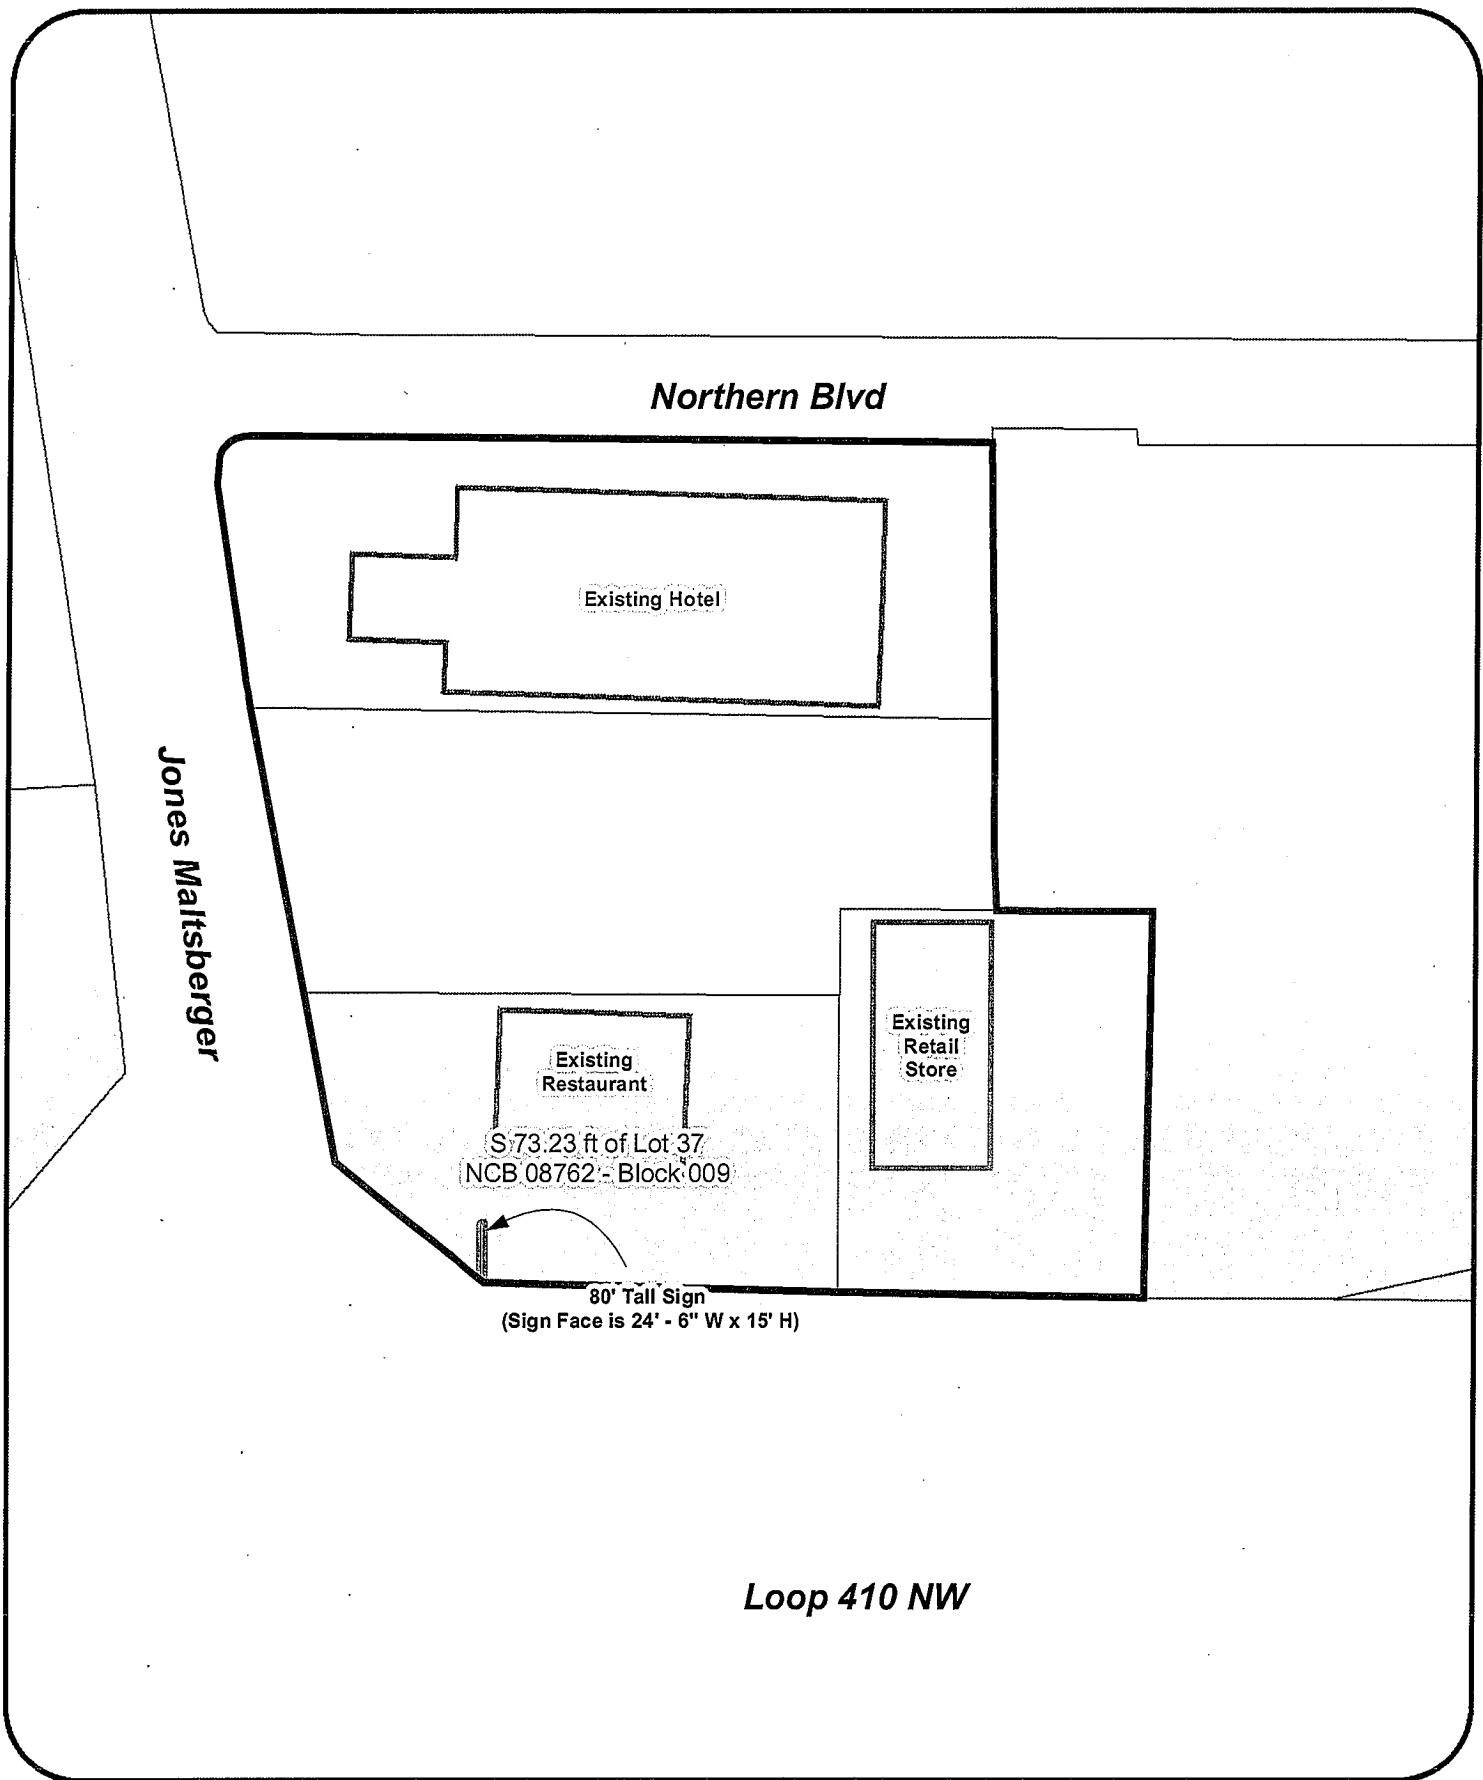 Northern Blvd
Existing Hotel
Jones Maltsberger
Existing
Retail
Store
Existing
Restaurant
S 73.23 ft of Lot 37
NCB 08762 - Block 009
80' Tall Sign
(Sign Face is 24' - 6" W x 15' H)
Loop 410 NW